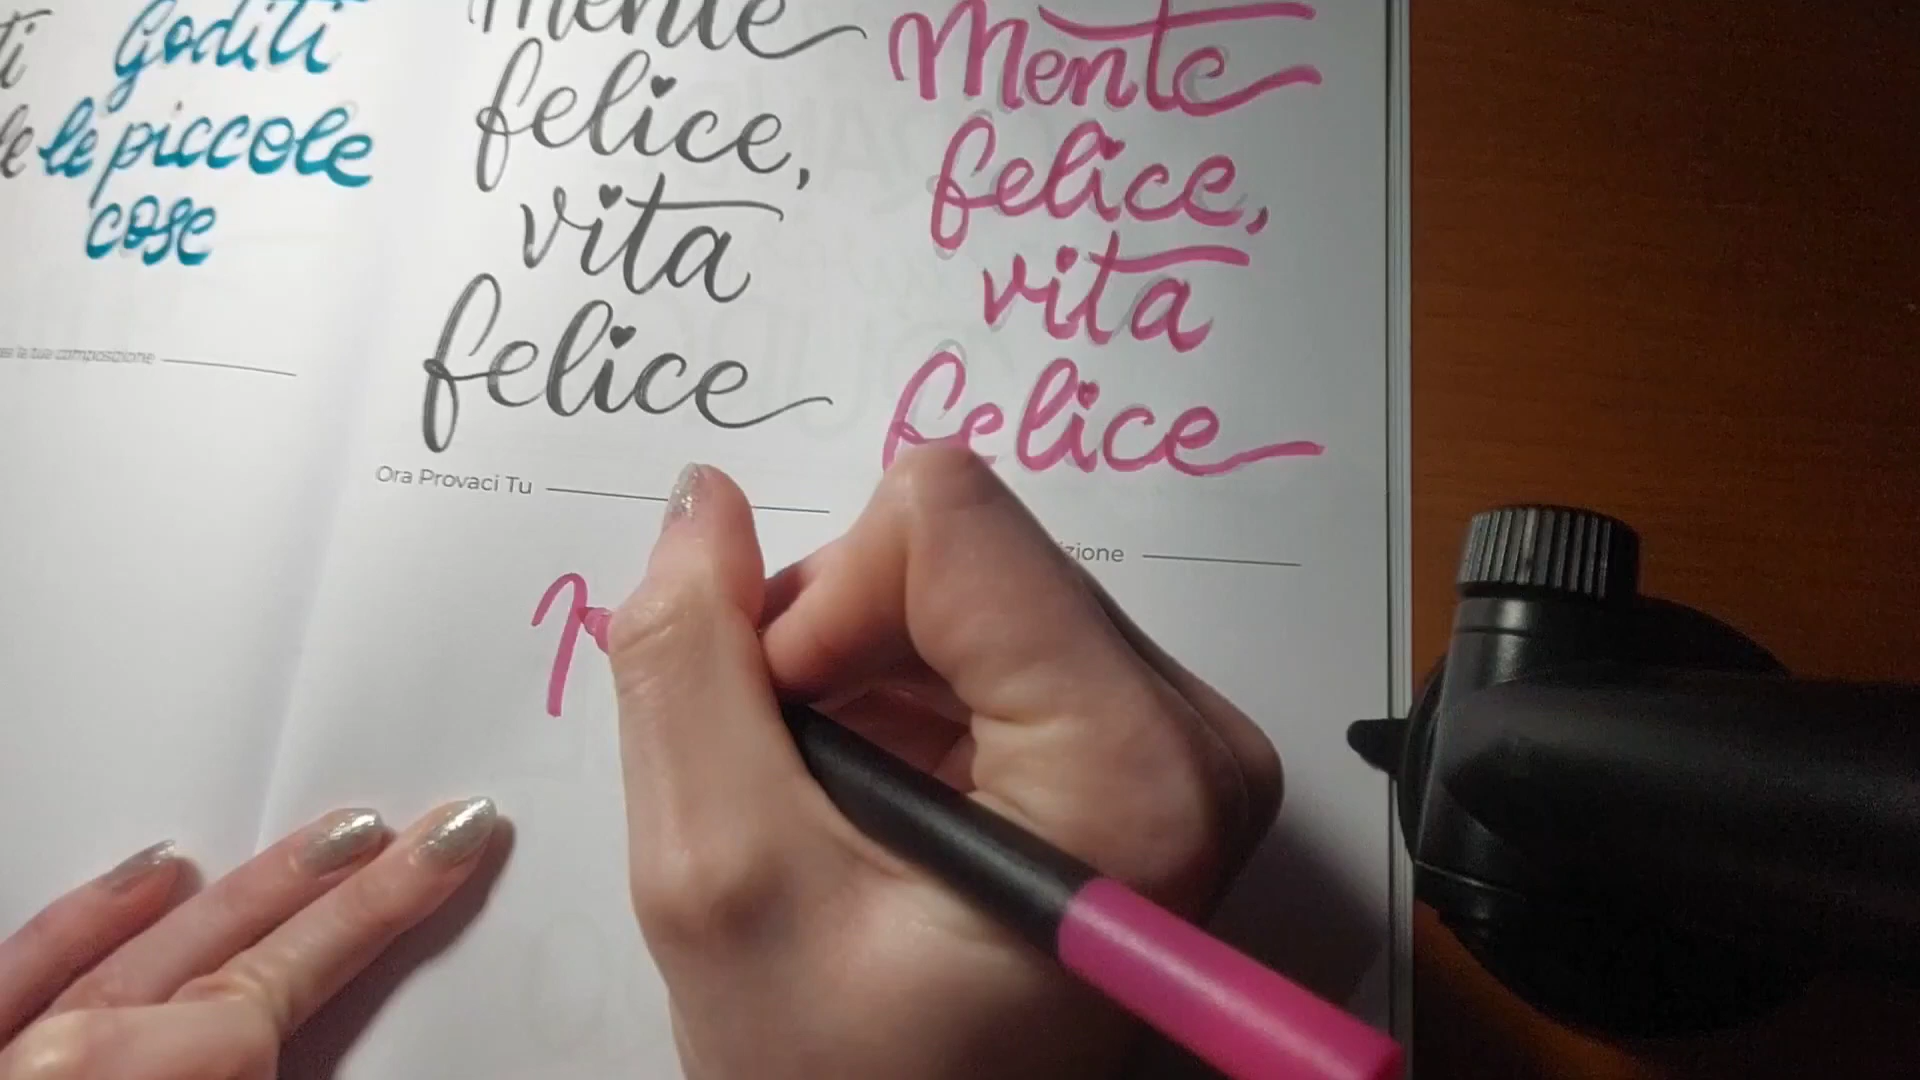 Goditi
le piccole
cose
Mente
felice,
vita
felice
Ora Provaci Tu
Mente
felice,
vita
felice